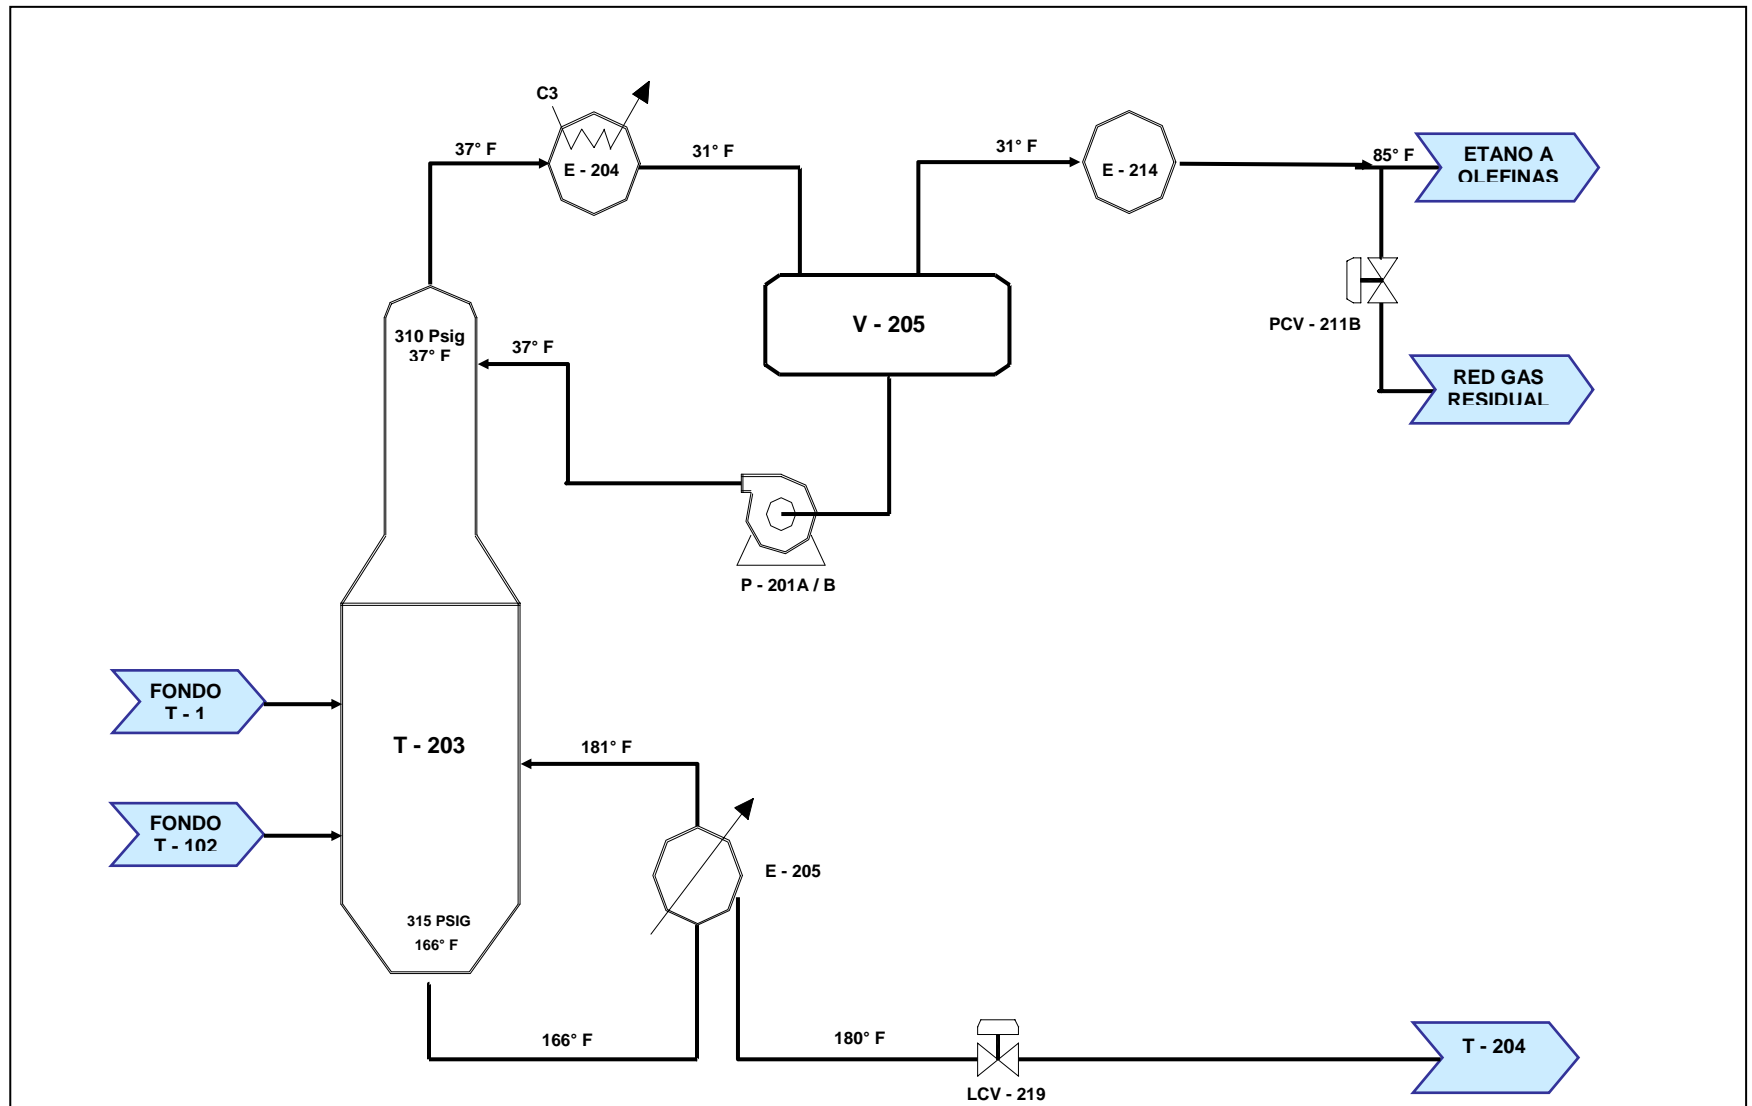 C3
37° F
E - 204
31° F
31° F
E - 214
85° F
ETANO A
OLEFINAS
V - 205
PCV - 211B
310 Psig
37° F
37° F
RED GAS
RESIDUAL
P - 201A / B
FONDO
T - 1
T - 203
181° F
FONDO
T - 102
E - 205
315 PSIG
166° F
166° F
180° F
T - 204
LCV - 219